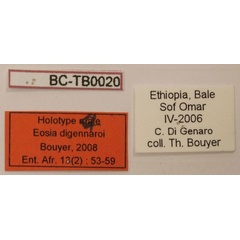 BC-TB0020
Holotype
Eosia digennaroi
Bouyer, 2008
Ent. Afr. 13(2) : 53-59
Ethiopia, Bale
Sof Omar
IV-2006
C. Di Genaro
coll. Th. Bouyer